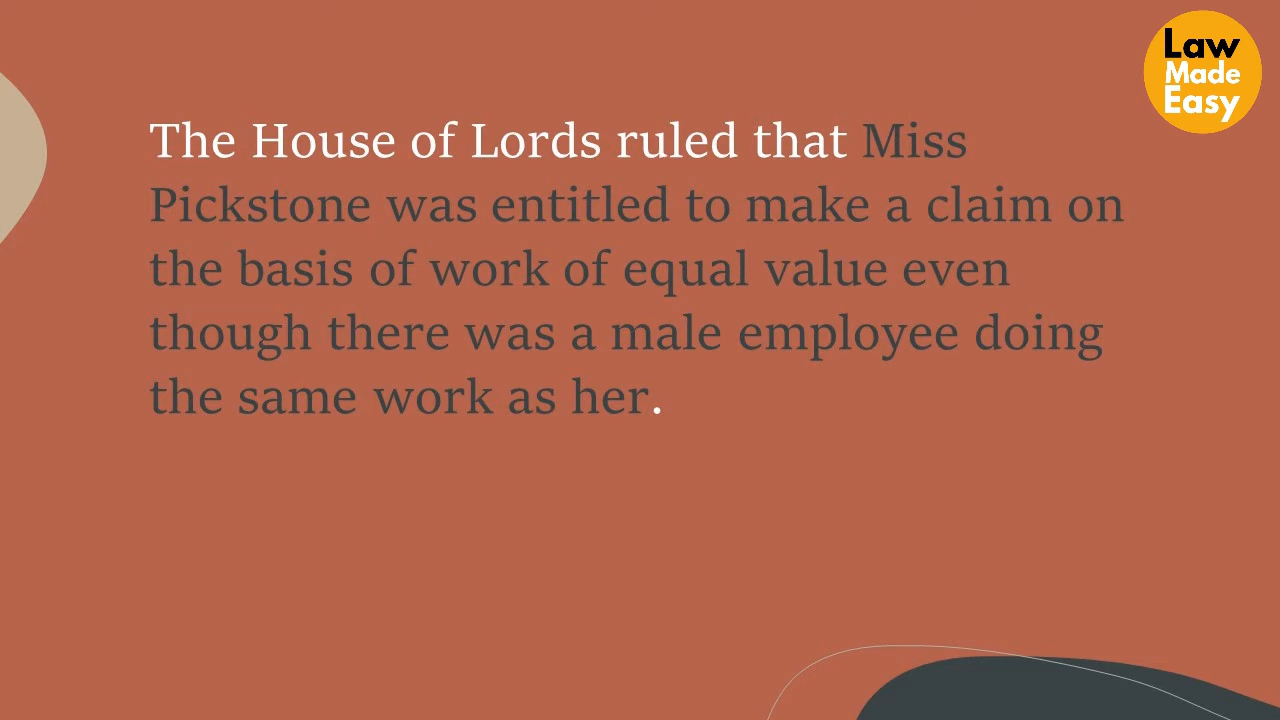 Law
Made
Easy
The House of Lords ruled that Miss
Pickstone was entitled to make a claim on
the basis of work of equal value even
though there was a male employee doing
the same work as her.